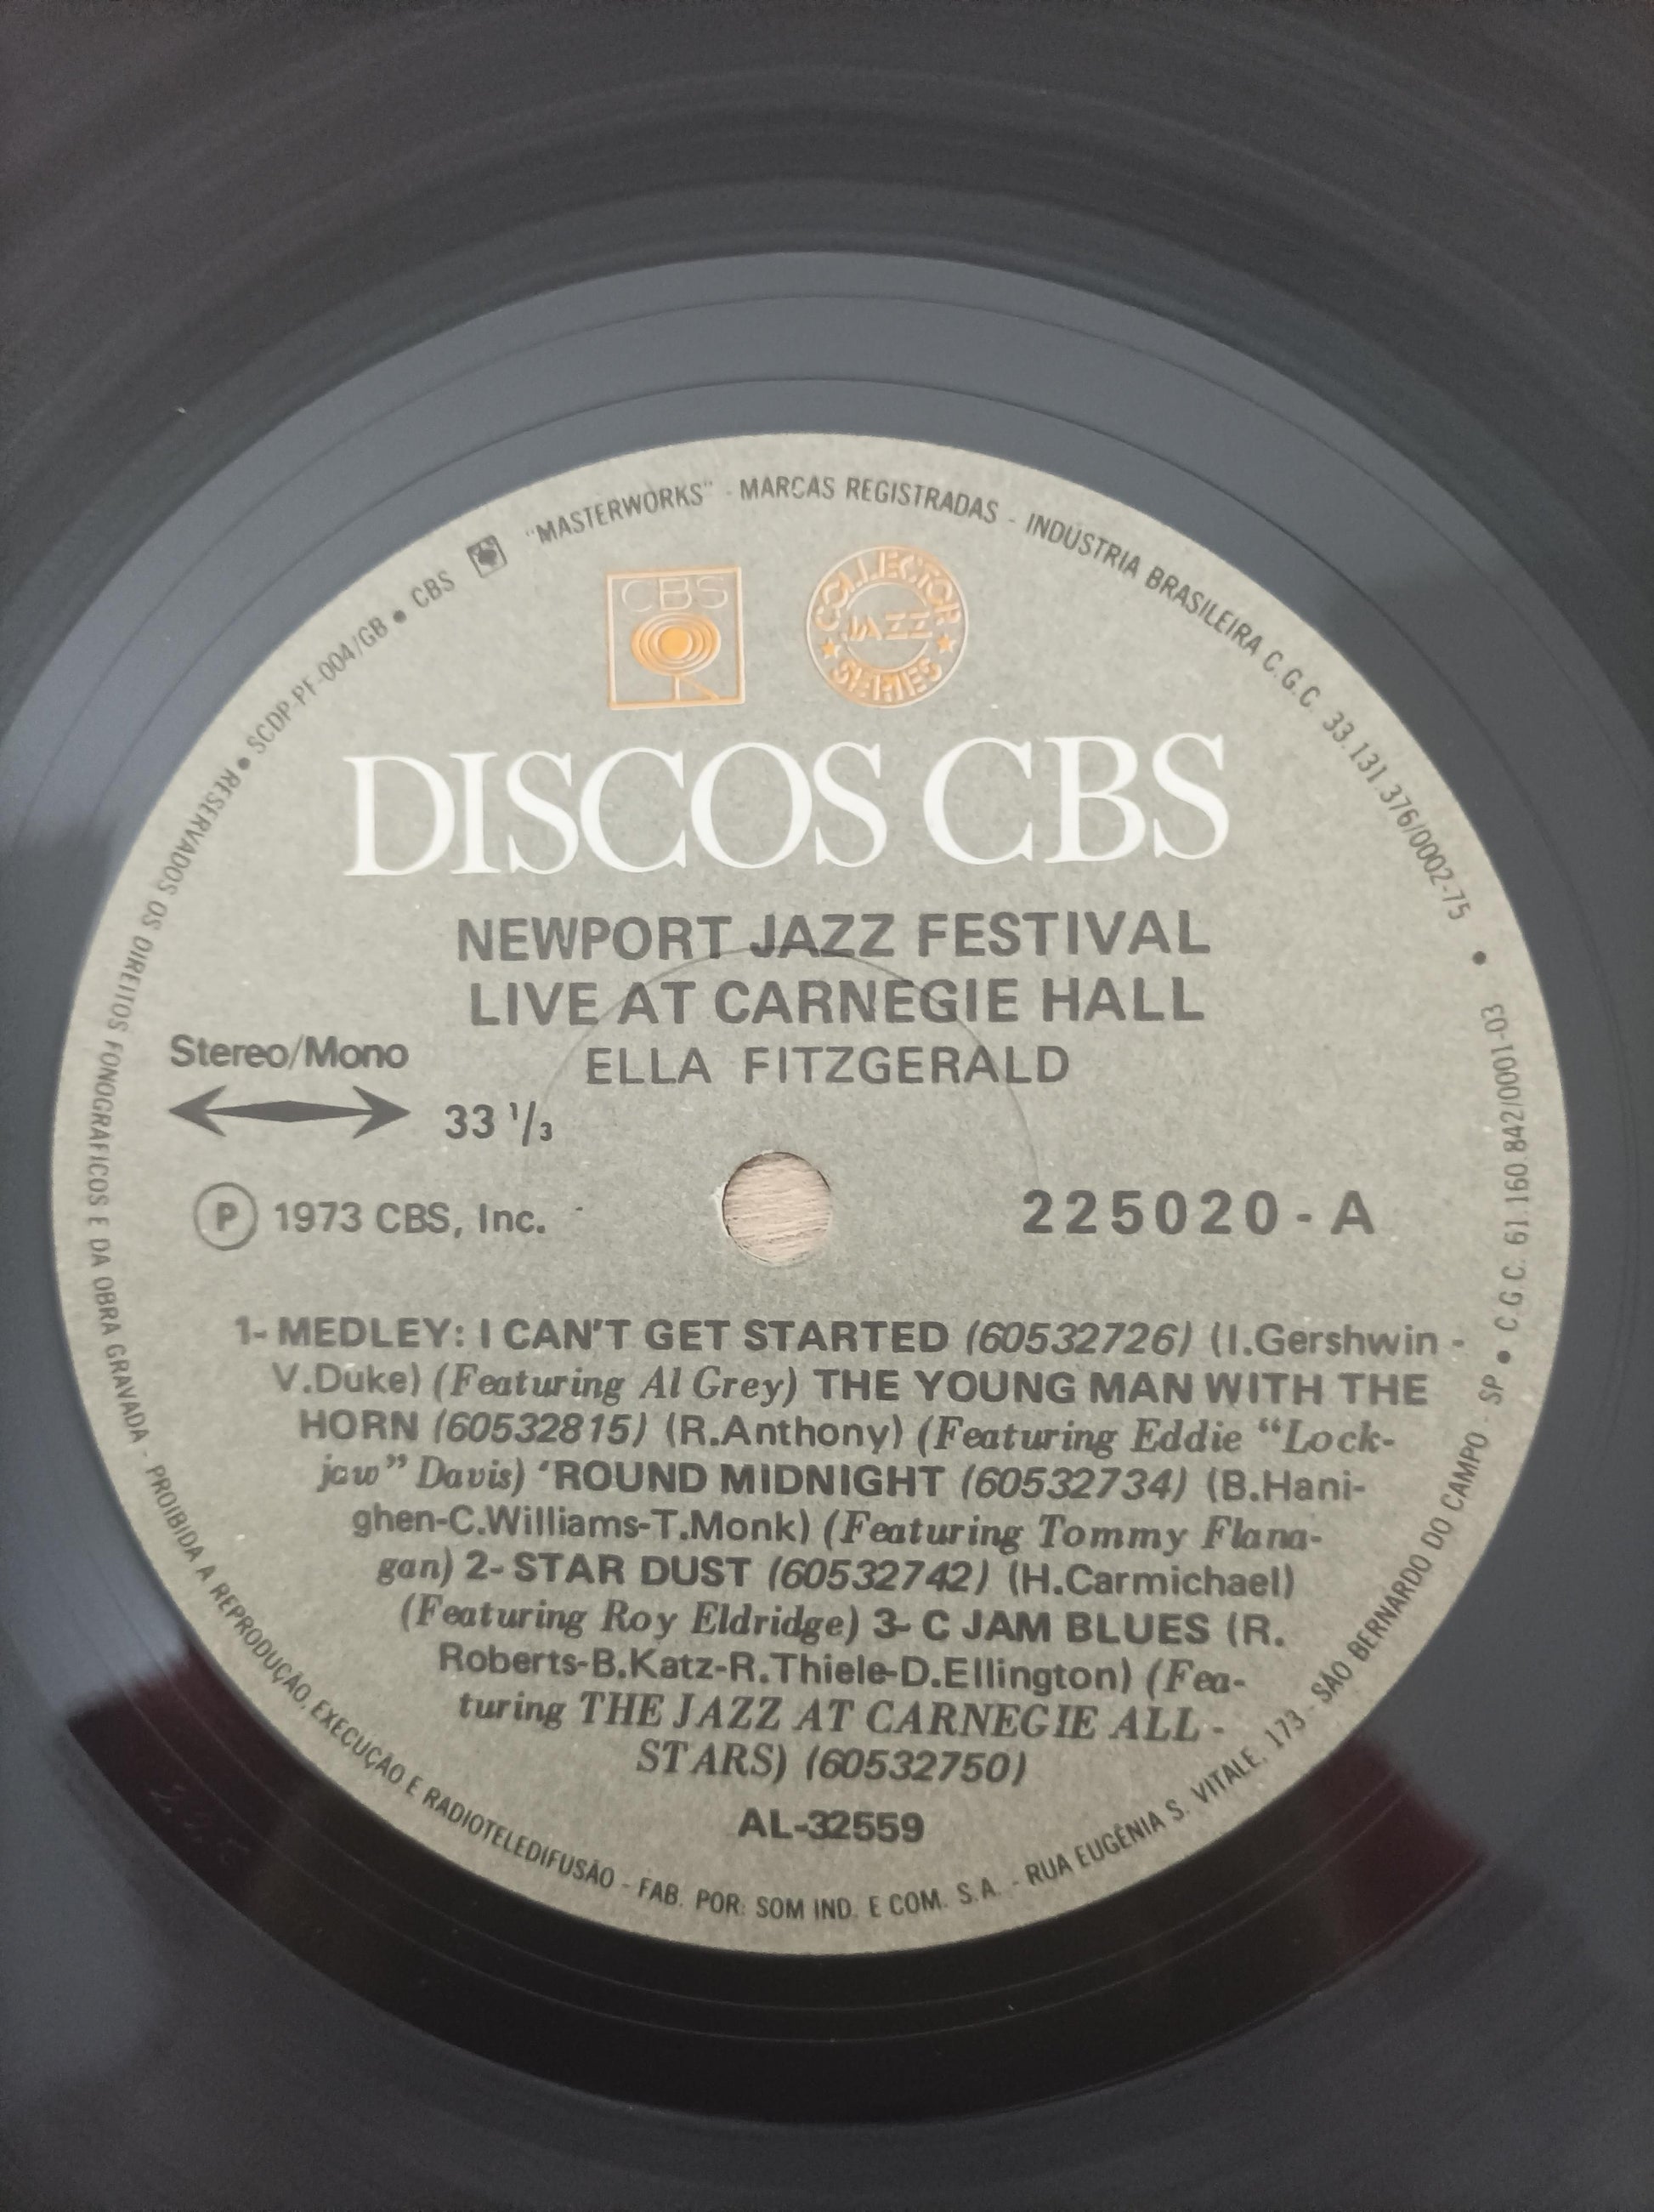 CBS "MASTERWORKS" - MARCAS REGISTRADAS - INDUSTRIA BRASILEIRA C.G.C. 33.131.376/0002-75 •
CBS
COLLECTOR JAZZ SERIES
DISCOS CBS
NEWPORT JAZZ FESTIVAL
LIVE AT CARNEGIE HALL
ELLA FITZGERALD
Stereo/Mono
33 1/3
Ⓟ 1973 CBS, Inc.
225020 - A
1- MEDLEY: I CAN'T GET STARTED (60532726) (I.Gershwin -
V.Duke) (Featuring Al Grey) THE YOUNG MAN WITH THE
HORN (60532815) (R.Anthony) (Featuring Eddie “Lock-
jaw” Davis) ‘ROUND MIDNIGHT (60532734) (B.Hani-
ghen-C.Williams-T.Monk) (Featuring Tommy Flana-
gan) 2- STAR DUST (60532742) (H.Carmichael)
(Featuring Roy Eldridge) 3- C JAM BLUES (R.
Roberts-B.Katz-R.Thiele-D.Ellington) (Fea-
turing THE JAZZ AT CARNEGIE ALL -
STARS) (60532750)
AL-32559
RESERVADOS OS DIREITOS FONOGRAFICOS E DA OBRA GRAVADA - PROIBIDA A REPRODUÇÃO, EXECUÇÃO E RADIOTELEDIFUSÃO - FAB. POR: SOM IND. E COM. S.A. - RUA EUGÊNIA S. VITALE, 173 - SÃO BERNARDO DO CAMPO - SP • C.G.C. 61.160.842/0001-03
• SCDP-PF-004/GB •